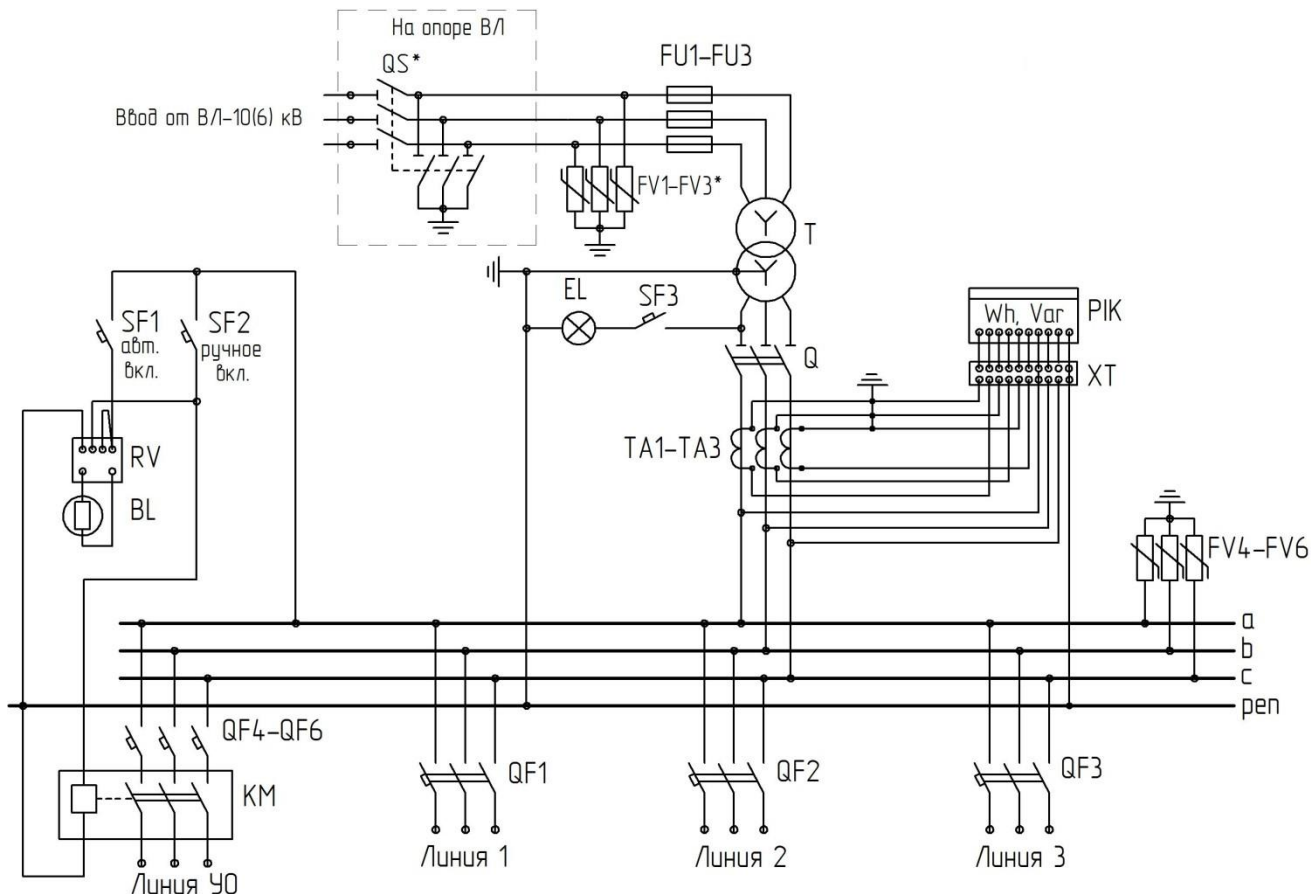 На опоре ВЛ
QS*
FU1-FU3
Ввод от ВЛ-10(6) кВ
FV1-FV3*
T
EL
SF3
Wh, Var
PIK
SF1
авт.
вкл.
SF2
ручное
вкл.
Q
XT
RV
TA1-TA3
BL
FV4-FV6
a
b
c
pen
QF4-QF6
QF1
QF2
QF3
KM
Линия 1
Линия 2
Линия 3
Линия УО